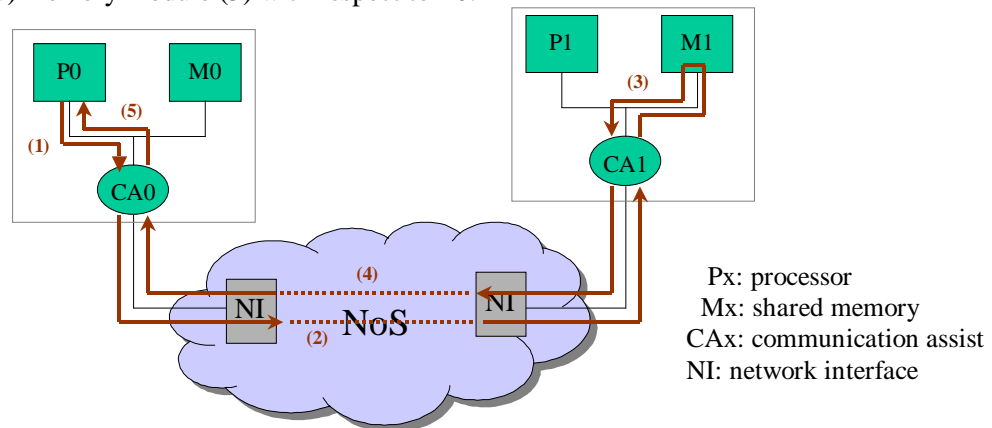 ) Memory module (3) with respect to
P0
M0
P1
M1
(3)
(5)
(1)
CA0
CA1
(4)
NI
NI
NoS
(2)
Px: processor
Mx: shared memory
CAx: communication assist
NI: network interface